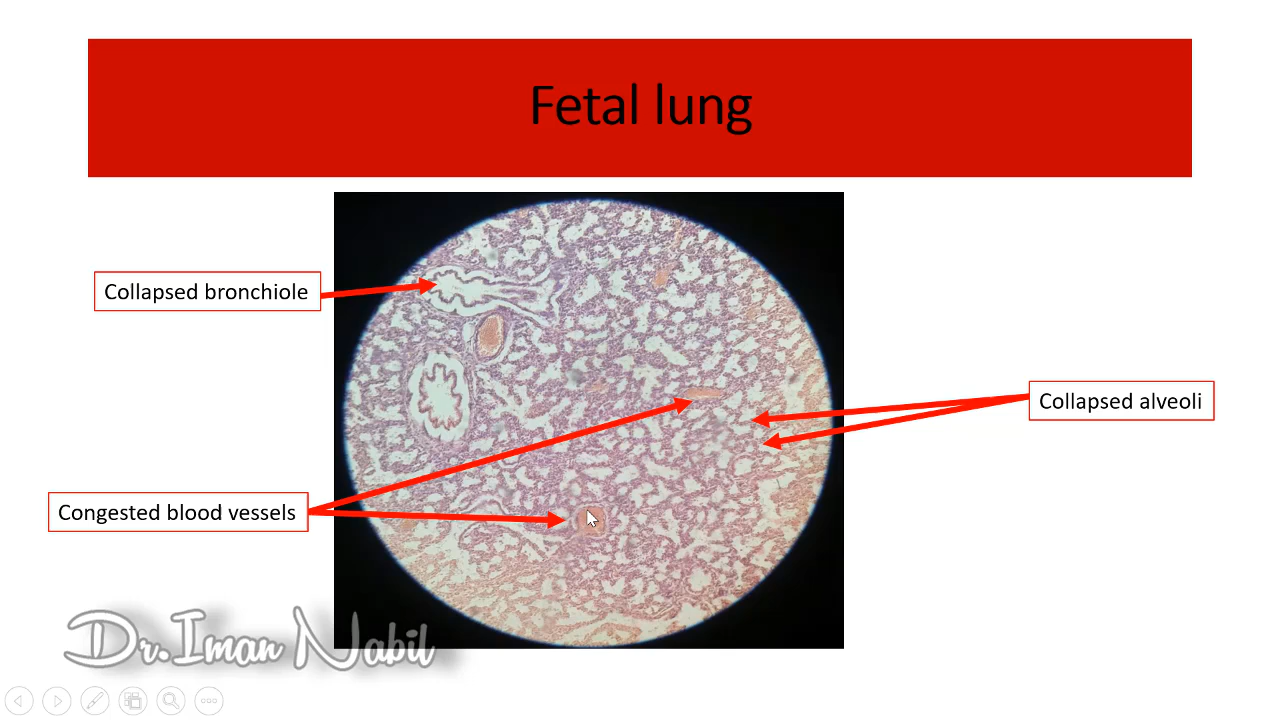 Fetal lung
Collapsed bronchiole
Collapsed alveoli
Congested blood vessels
Dr.Iman Nabil